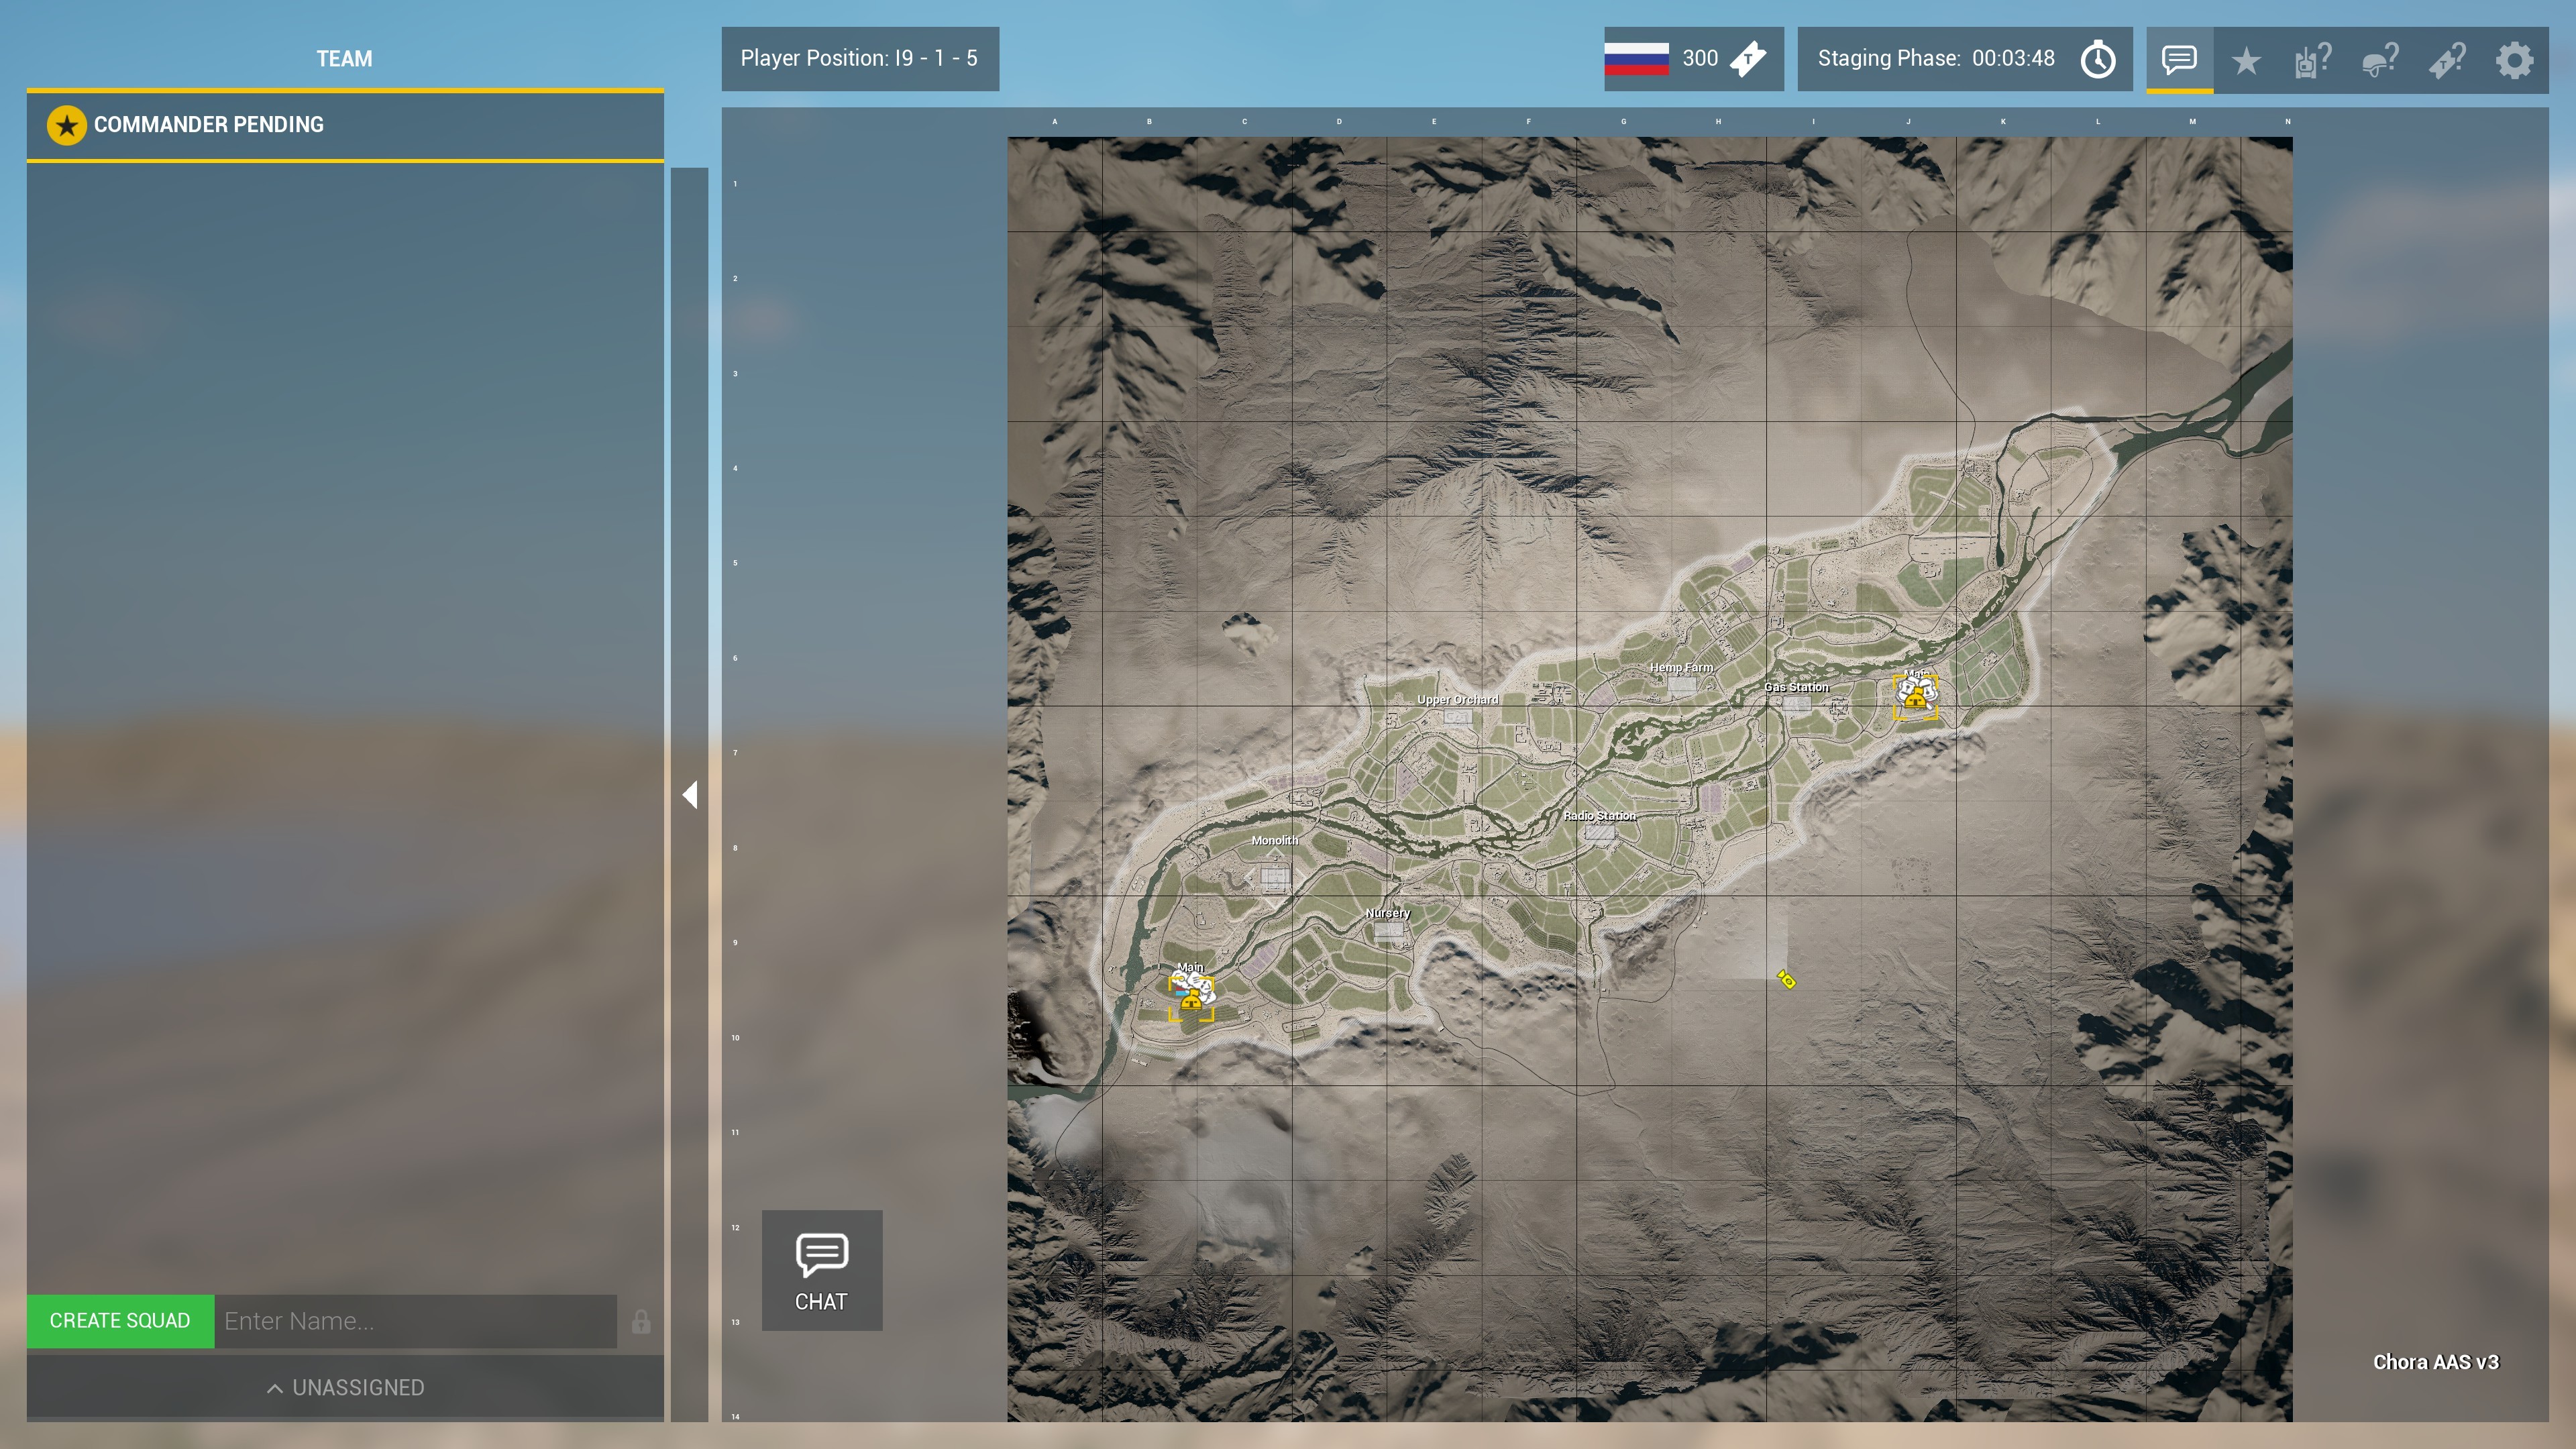 TEAM
Player Position: I9 - 1 - 5
300
T
Staging Phase: 00:03:48
? ? ?
COMMANDER PENDING
A B C D E F G H I J K L M N
1
2
3
4
5
6
Hemp Farm
Main
Gas Station
Upper Orchard
7
Radio Station
Monolith
8
Nursery
9
Main
10
11
12
CHAT
13
CREATE SQUAD
Enter Name...
Chora AAS v3
UNASSIGNED
14